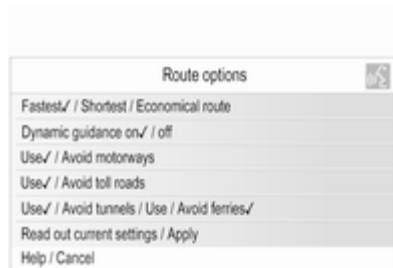 Route options
Fastest✓ / Shortest / Economical route
Dynamic guidance on✓ / off
Use✓ / Avoid motorways
Use✓ / Avoid toll roads
Use✓ / Avoid tunnels / Use / Avoid ferries✓
Read out current settings / Apply
Help / Cancel